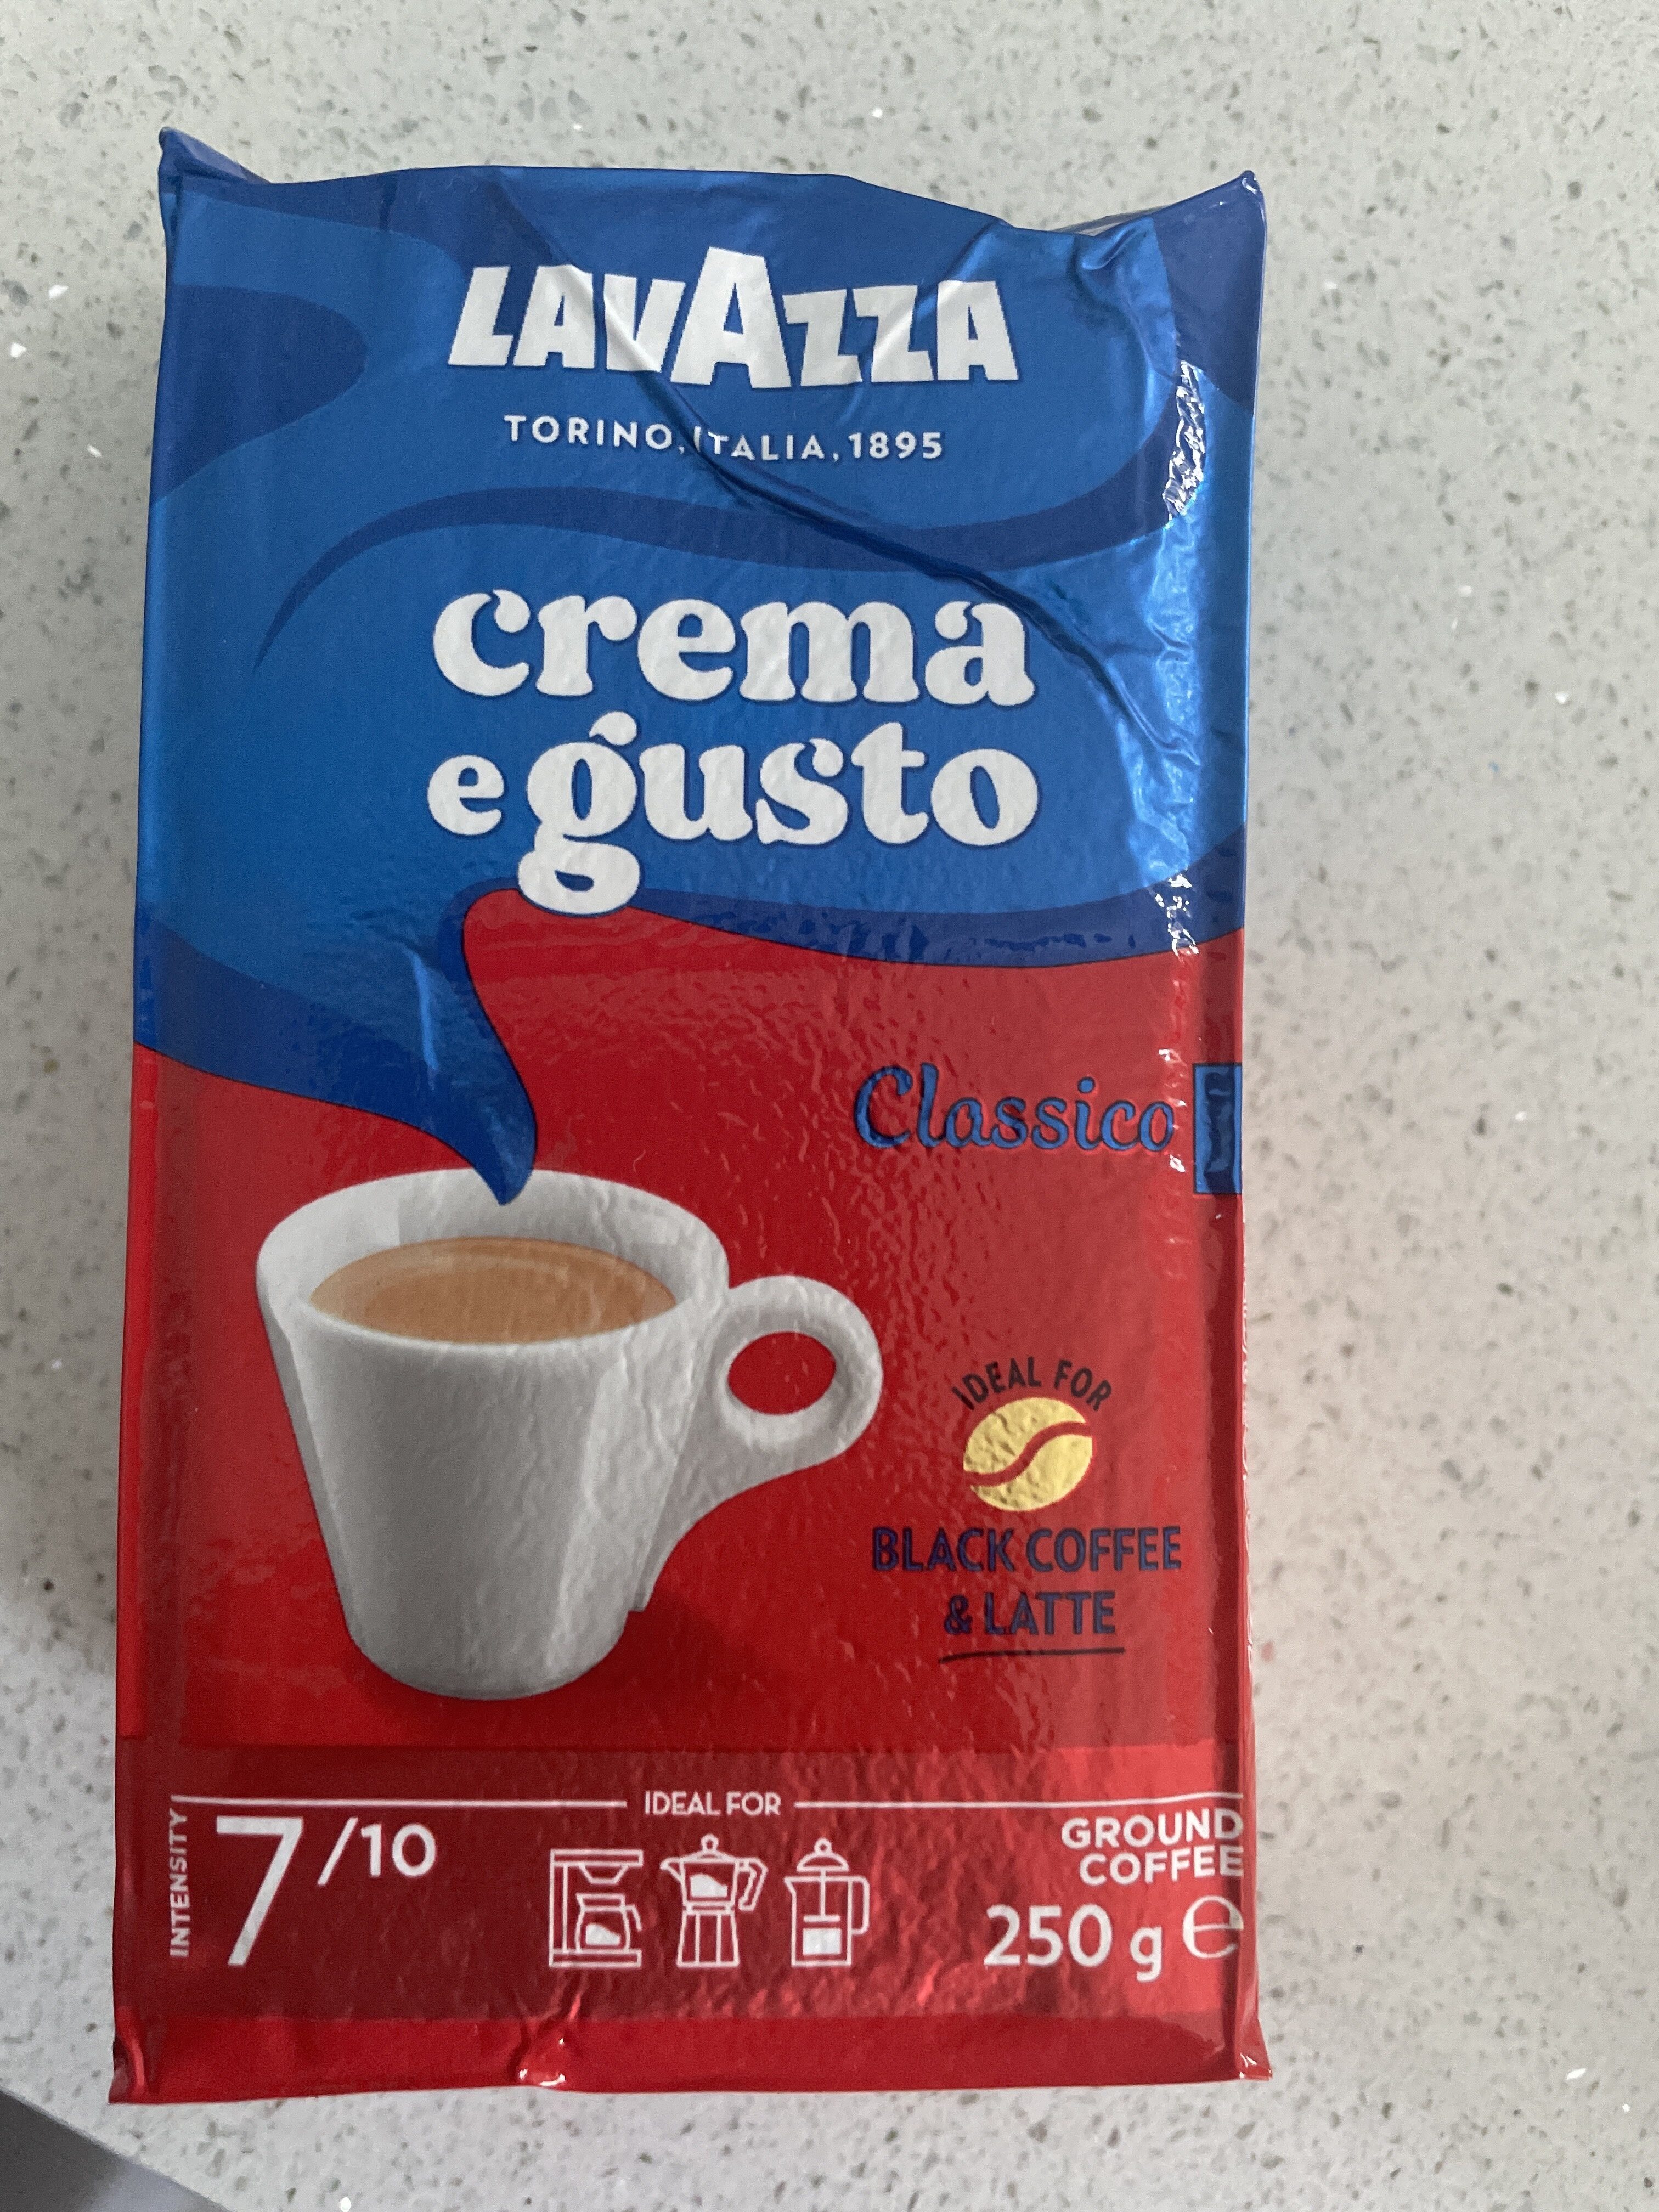 LAVAZZA
TORINO, ITALIA, 1895
crema
e gusto
Classico
IDEAL FOR
BLACK COFFEE
& LATTE
INTENSITY
7/10
IDEAL FOR
GROUND
COFFEE
250 g ℮